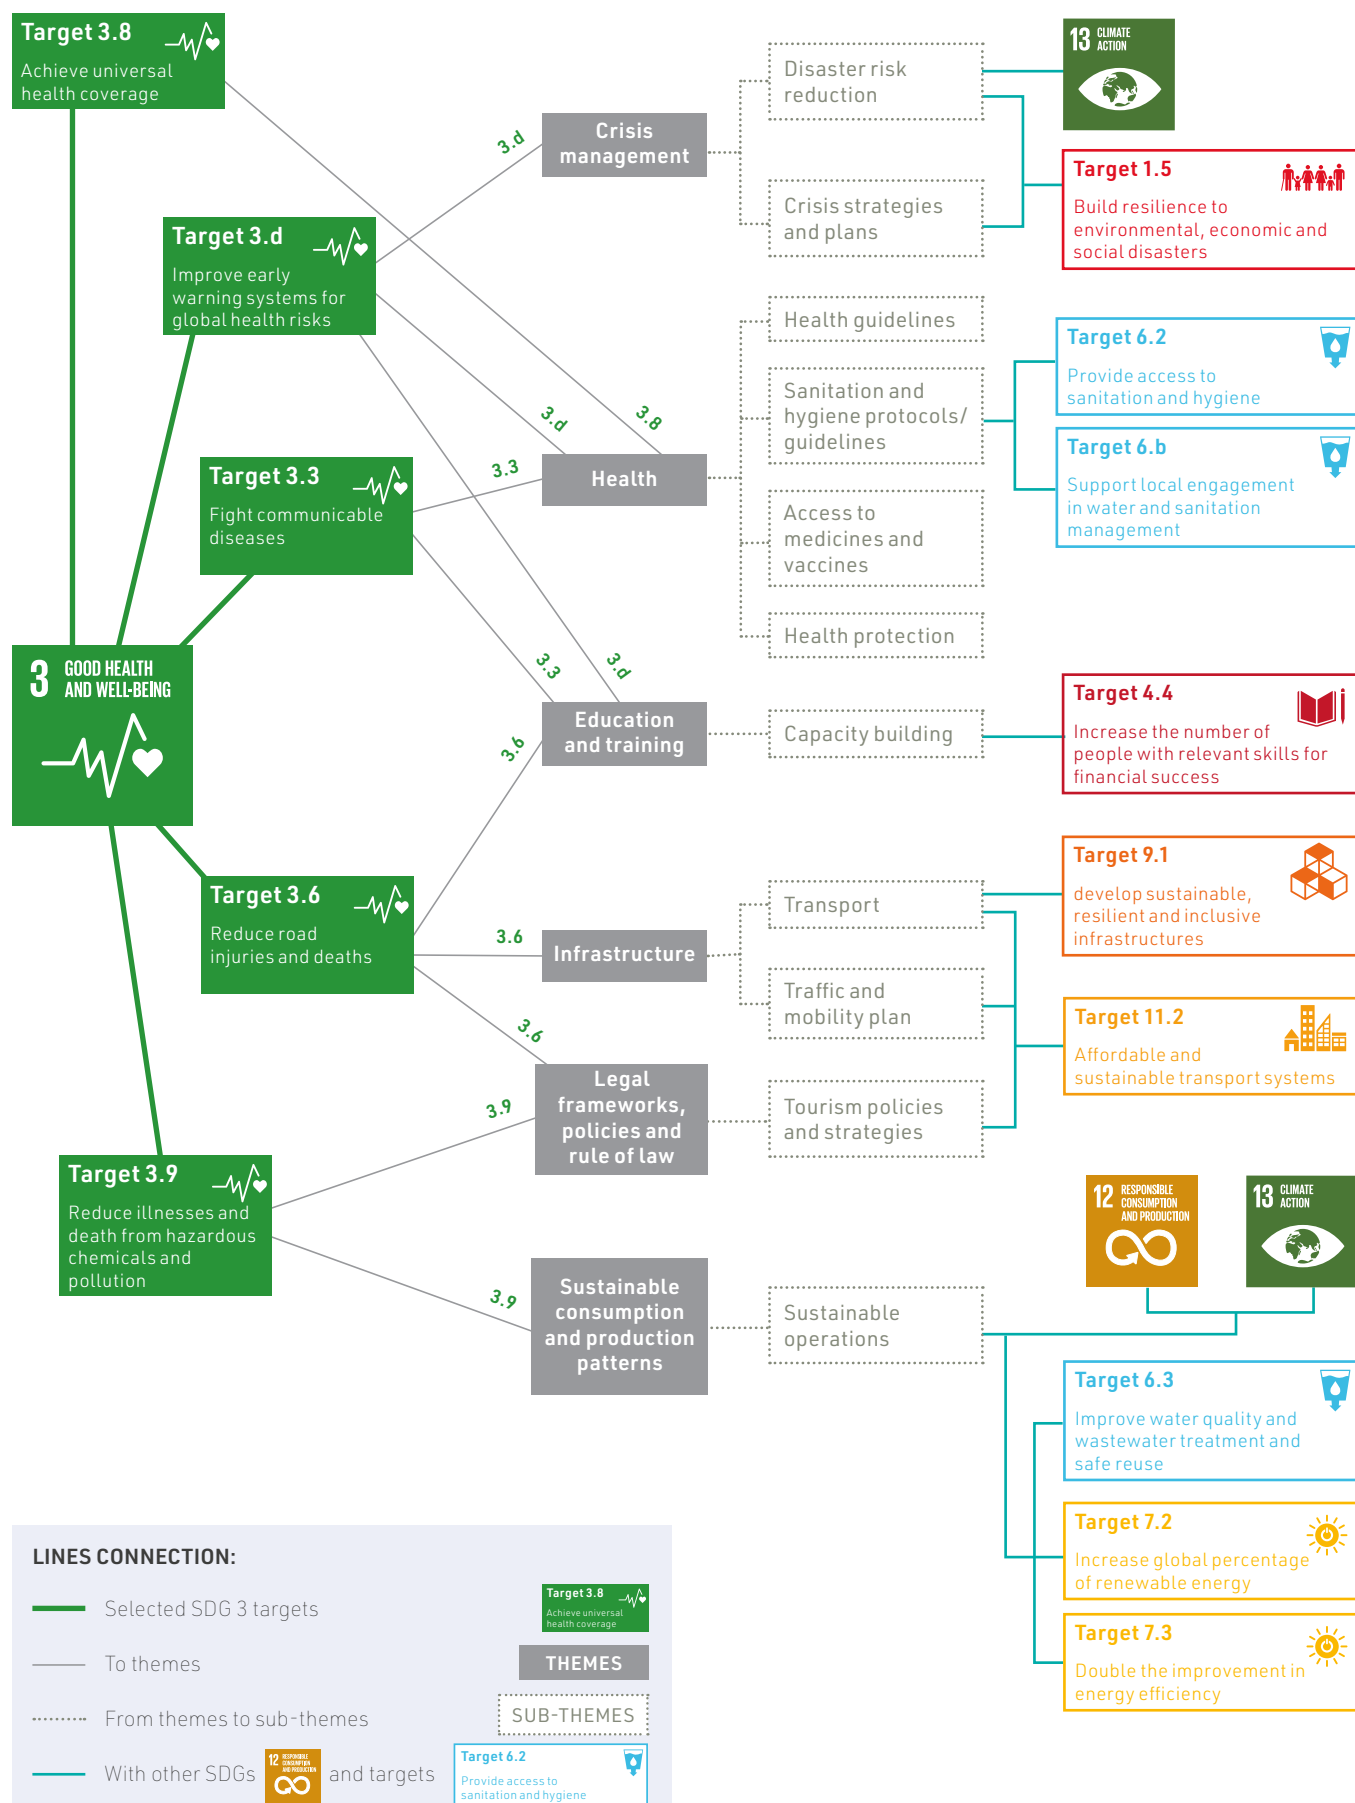 Target 3.8
Achieve universal
health coverage
Target 3.d
Improve early
warning systems for
global health risks
Target 3.3
Fight communicable
diseases
3 GOOD HEALTH
AND WELL-BEING
Target 3.6
Reduce road
injuries and deaths
Target 3.9
Reduce illnesses and
death from hazardous
chemicals and
pollution
3.d
3.d
3.8
3.3
3.3
3.d
3.6
3.6
3.6
3.9
3.9
Crisis
management
Health
Education
and training
Infrastructure
Legal
frameworks,
policies and
rule of law
Sustainable
consumption
and production
patterns
Disaster risk
reduction
Crisis strategies
and plans
Health guidelines
Sanitation and
hygiene protocols/
guidelines
Access to
medicines and
vaccines
Health protection
Capacity building
Transport
Traffic and
mobility plan
Tourism policies
and strategies
Sustainable
operations
13 CLIMATE
ACTION
Target 1.5
Build resilience to
environmental, economic and
social disasters
Target 6.2
Provide access to
sanitation and hygiene
Target 6.b
Support local engagement
in water and sanitation
management
Target 4.4
Increase the number of
people with relevant skills for
financial success
Target 9.1
develop sustainable,
resilient and inclusive
infrastructures
Target 11.2
Affordable and
sustainable transport systems
12 RESPONSIBLE
CONSUMPTION
AND PRODUCTION
13 CLIMATE
ACTION
Target 6.3
Improve water quality and
wastewater treatment and
safe reuse
Target 7.2
Increase global percentage
of renewable energy
Target 7.3
Double the improvement in
energy efficiency
LINES CONNECTION:
Selected SDG 3 targets
Target 3.8
Achieve universal
health coverage
To themes
THEMES
From themes to sub-themes
SUB-THEMES
With other SDGs
12 RESPONSIBLE
CONSUMPTION
AND PRODUCTION
and targets
Target 6.2
Provide access to
sanitation and hygiene